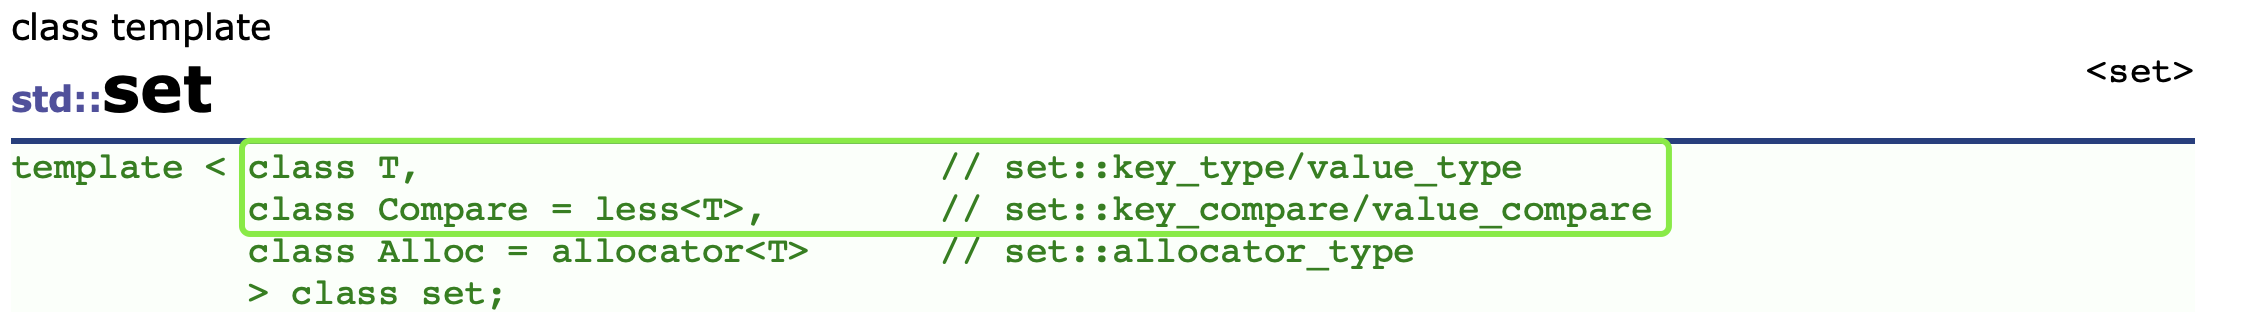 class template
std::set
<set>
template < class T, // set::key_type/value_type
class Compare = less<T>, // set::key_compare/value_compare
class Alloc = allocator<T> // set::allocator_type
> class set;